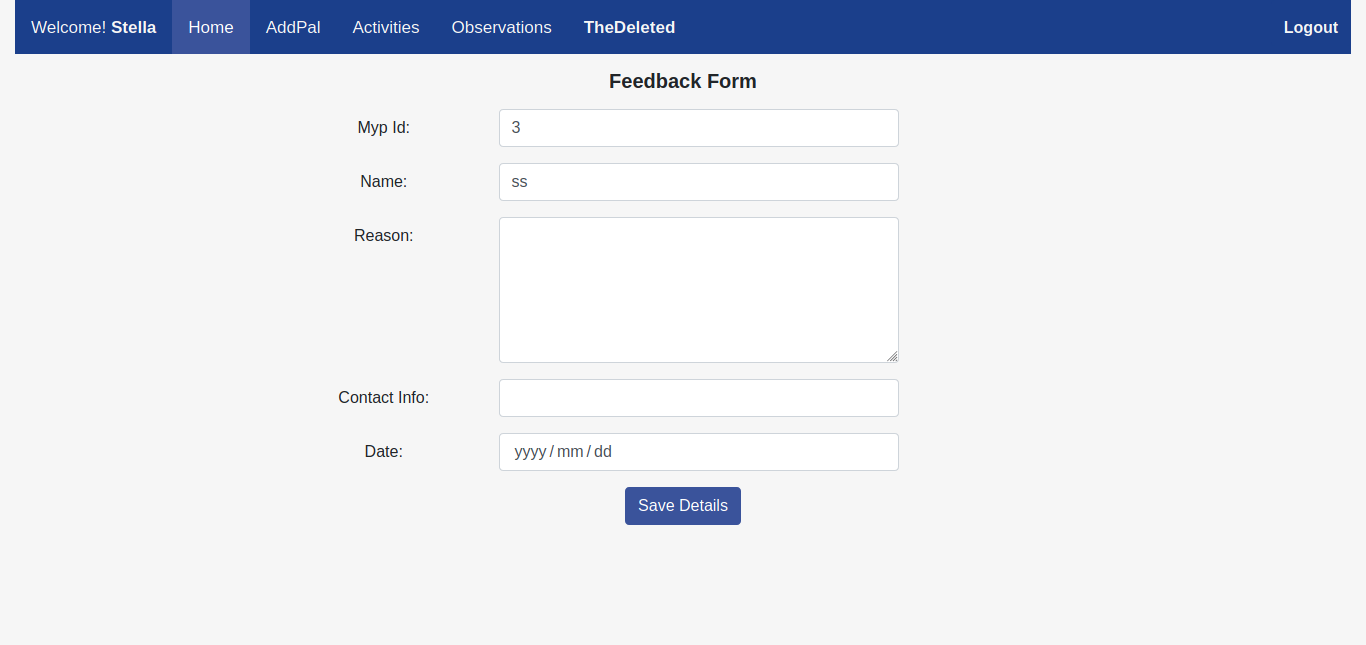 Welcome! Stella Home AddPal Activities Observations TheDeleted Logout
Feedback Form
Myp Id: 3
Name: ss
Reason:
Contact Info:
Date: yyyy/mm/dd
Save Details